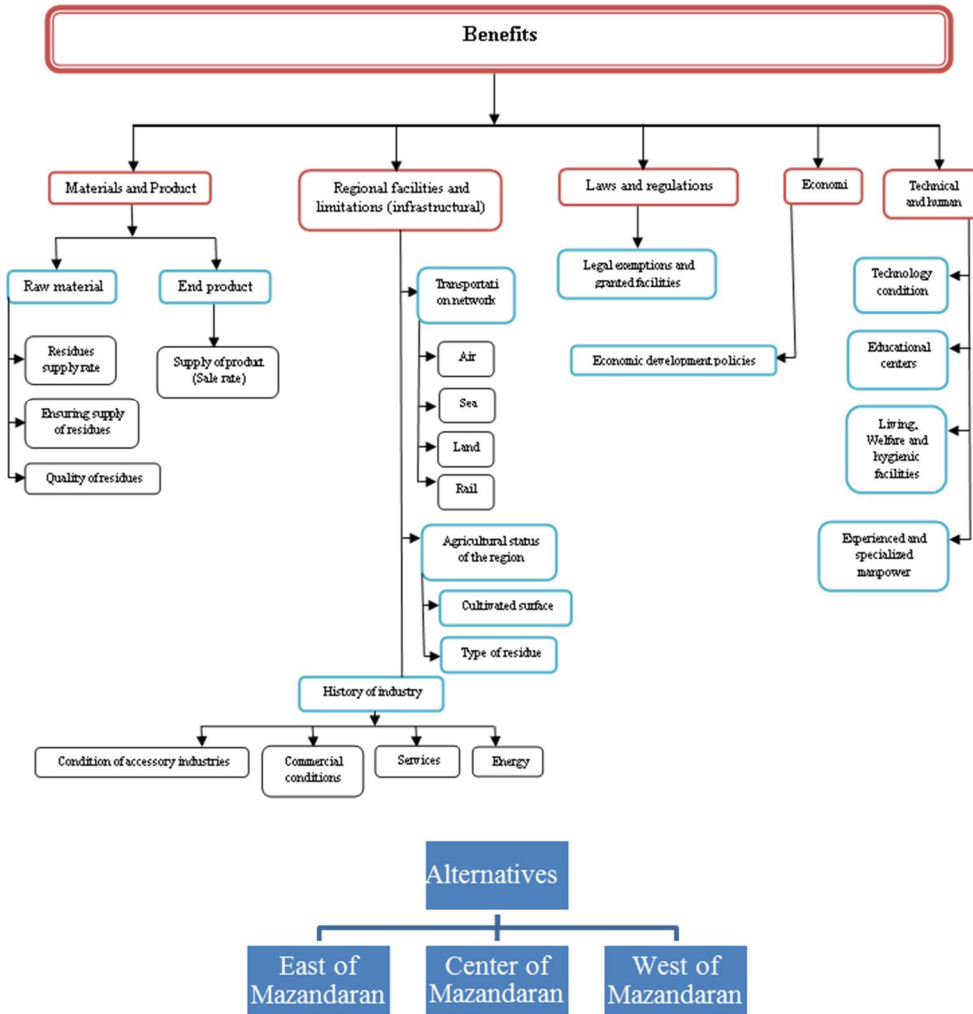 Benefits
Materials and Product
Regional facilities and
limitations (infrastructural)
Laws and regulations
Economi
Technical
and human
Raw material
End product
Residues
supply rate
Ensuring supply
of residues
Quality of residues
Supply of product
(Sale rate)
Transportati
on network
Air
Sea
Land
Rail
Agricultural status
of the region
Cultivated surface
Type of residue
History of industry
Condition of accessory industries
Commercial
conditions
Services
Energy
Legal exemptions and
granted facilities
Economic development policies
Technology
condition
Educational
centers
Living,
Welfare and
hygienic
facilities
Experienced and
specialized
manpower
Alternatives
East of
Mazandaran
Center of
Mazandaran
West of
Mazandaran